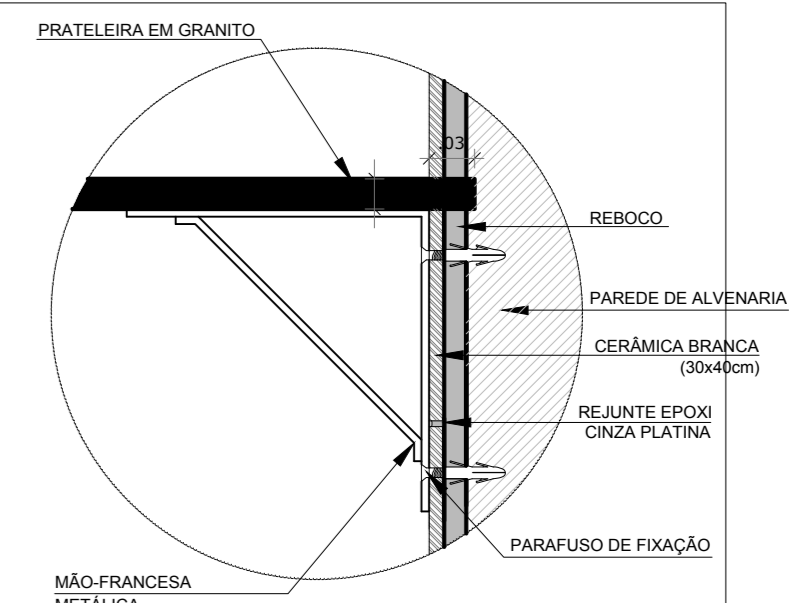 PRATELEIRA EM GRANITO
.03
REBOCO
PAREDE DE ALVENARIA
CERÂMICA BRANCA
(30x40cm)
REJUNTE EPOXI
CINZA PLATINA
PARAFUSO DE FIXAÇÃO
MÃO-FRANCESA
METÁLICA